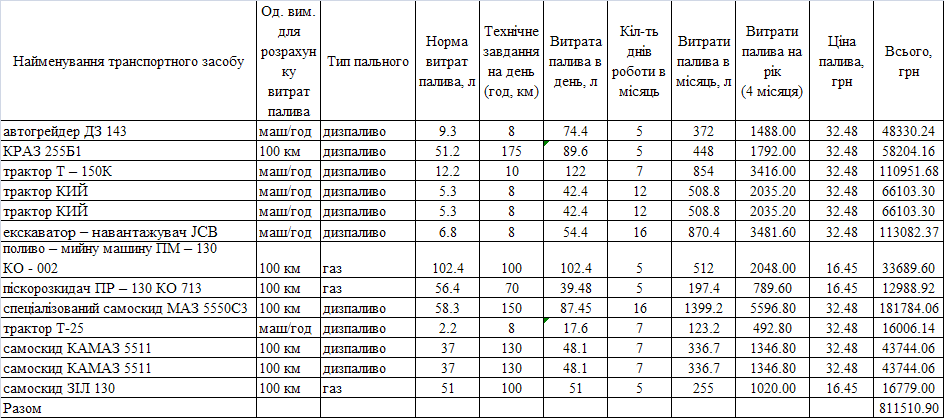 Найменування транспортного засобу Од. вим. для розрахунку витрат палива Тип пального Норма витрат палива, л Технічне завдання на день (год, км) Витрата палива в день, л Кіл-ть днів роботи в місяць Витрати палива в місяць, л Витрати палива на рік (4 місяця) Ціна палива, грн Всього, грн
автогрейдер ДЗ 143 маш/год дизпаливо 9.3 8 74.4 5 372 1488.00 32.48 48330.24
КРАЗ 255Б1 100 км дизпаливо 51.2 175 89.6 5 448 1792.00 32.48 58204.16
трактор Т – 150К маш/год дизпаливо 12.2 10 122 7 854 3416.00 32.48 110951.68
трактор КИЙ маш/год дизпаливо 5.3 8 42.4 12 508.8 2035.20 32.48 66103.30
трактор КИЙ маш/год дизпаливо 5.3 8 42.4 12 508.8 2035.20 32.48 66103.30
екскаватор – навантажувач JCB маш/год дизпаливо 6.8 8 54.4 16 870.4 3481.60 32.48 113082.37
поливо – мийну машину ПМ – 130
КО - 002 100 км газ 102.4 100 102.4 5 512 2048.00 16.45 33689.60
піскорозкидач ПР – 130 КО 713 100 км газ 56.4 70 39.48 5 197.4 789.60 16.45 12988.92
спеціалізований самоскид МАЗ 5550С3 100 км дизпаливо 58.3 150 87.45 16 1399.2 5596.80 32.48 181784.06
трактор Т-25 маш/год дизпаливо 2.2 8 17.6 7 123.2 492.80 32.48 16006.14
самоскид КАМАЗ 5511 100 км дизпаливо 37 130 48.1 7 336.7 1346.80 32.48 43744.06
самоскид КАМАЗ 5511 100 км дизпаливо 37 130 48.1 7 336.7 1346.80 32.48 43744.06
самоскид ЗІЛ 130 100 км газ 51 100 51 5 255 1020.00 16.45 16779.00
Разом 811510.90